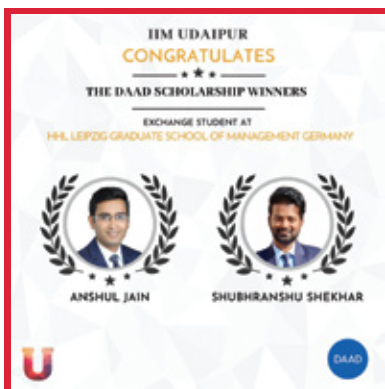 IIM UDAIPUR
CONGRATULATES
THE DAAD SCHOLARSHIP WINNERS
EXCHANGE STUDENT AT
HHL LEIPZIG GRADUATE SCHOOL OF MANAGEMENT GERMANY
ANSHUL JAIN SHUBHRANSHU SHEKHAR
U DAAD